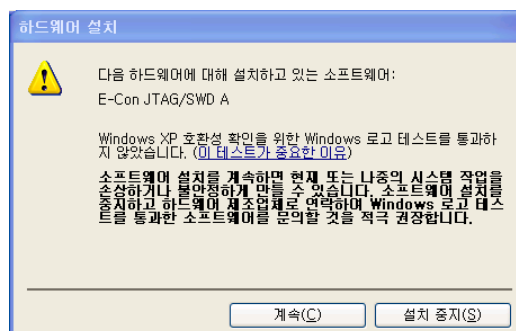 하드웨어 설치
다음 하드웨어에 대해 설치하고 있는 소프트웨어:
E-Con JTAG/SWD A
Windows XP 호환성 확인을 위한 Windows 로고 테스트를 통과하
지 않았습니다. (이 테스트가 중요한 이유)
소프트웨어 설치를 계속하면 현재 또는 나중의 시스템 작업을
손상하거나 불안정하게 만들 수 있습니다. 소프트웨어 설치를
중지하고 하드웨어 제조업체로 연락하여 Windows 로고 테스
트를 통과한 소프트웨어를 문의할 것을 적극 권장합니다.
계속(C)
설치 중지(S)